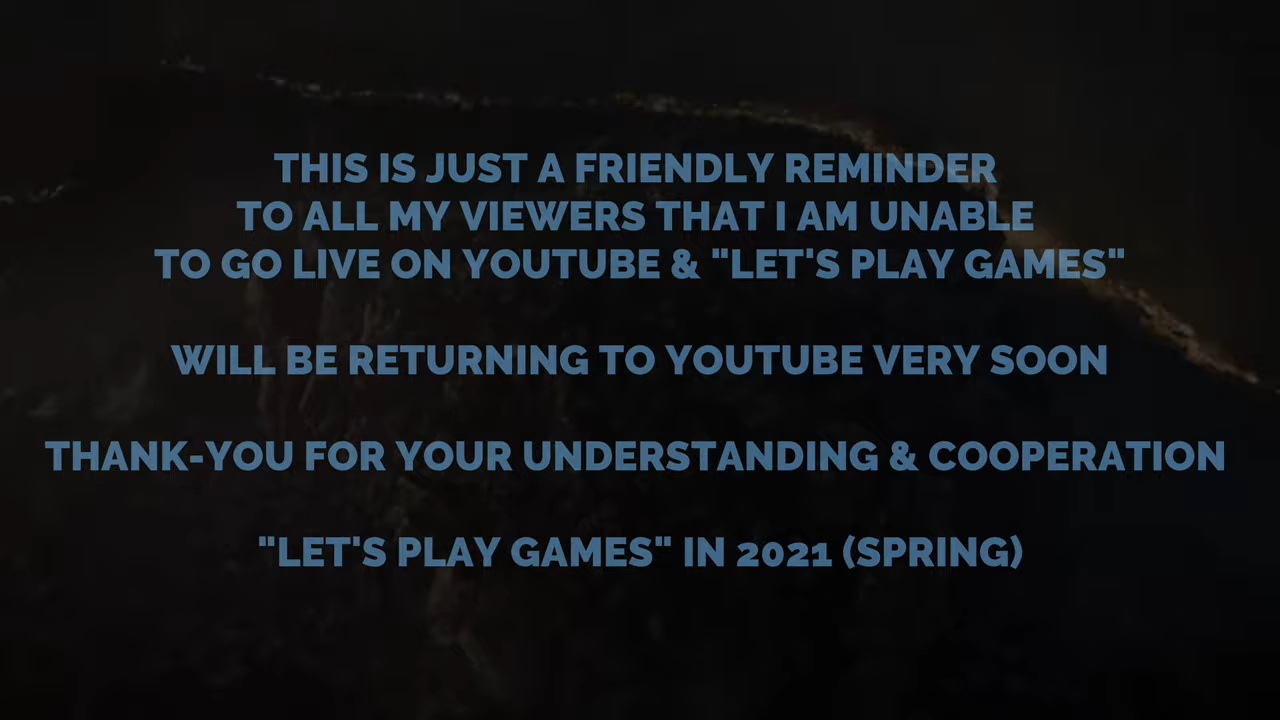 THIS IS JUST A FRIENDLY REMINDER
TO ALL MY VIEWERS THAT I AM UNABLE
TO GO LIVE ON YOUTUBE & "LET'S PLAY GAMES"
WILL BE RETURNING TO YOUTUBE VERY SOON
THANK-YOU FOR YOUR UNDERSTANDING & COOPERATION
"LET'S PLAY GAMES" IN 2021 (SPRING)